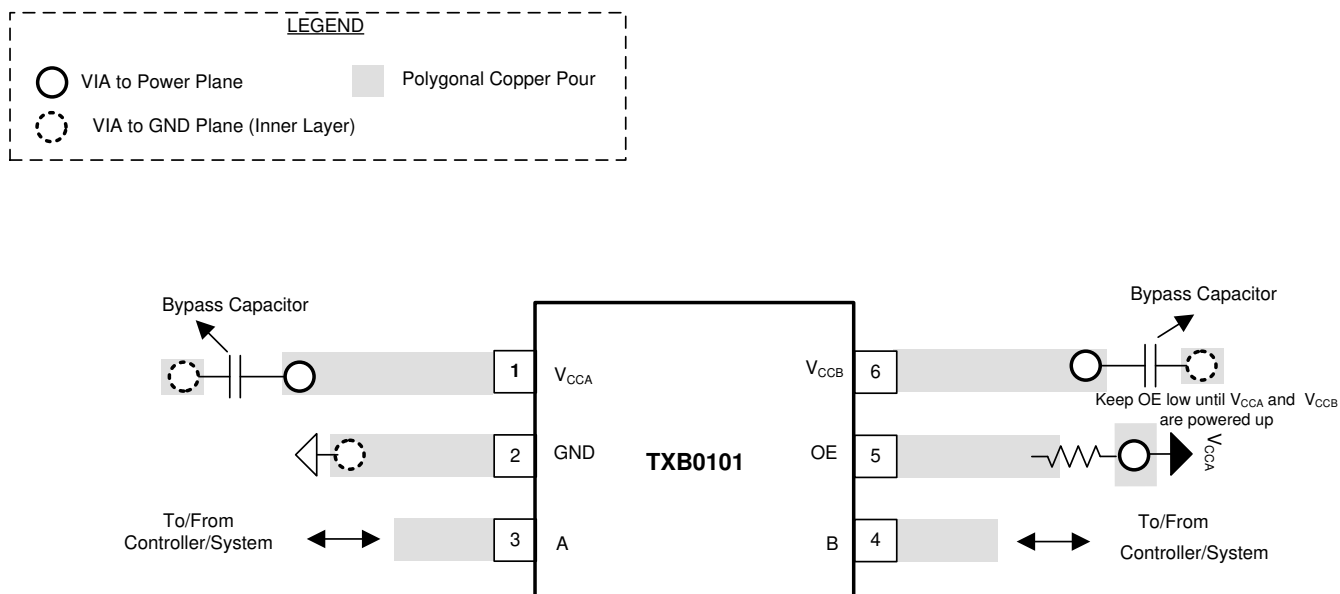 LEGEND
VIA to Power Plane
Polygonal Copper Pour
VIA to GND Plane (Inner Layer)
Bypass Capacitor
Bypass Capacitor
1
VCCA
VCCB
6
Keep OE low until VCCA and VCCB
are powered up
2
GND
TXB0101
OE
5
VCCA
To/From
Controller/System
3
A
B
4
To/From
Controller/System